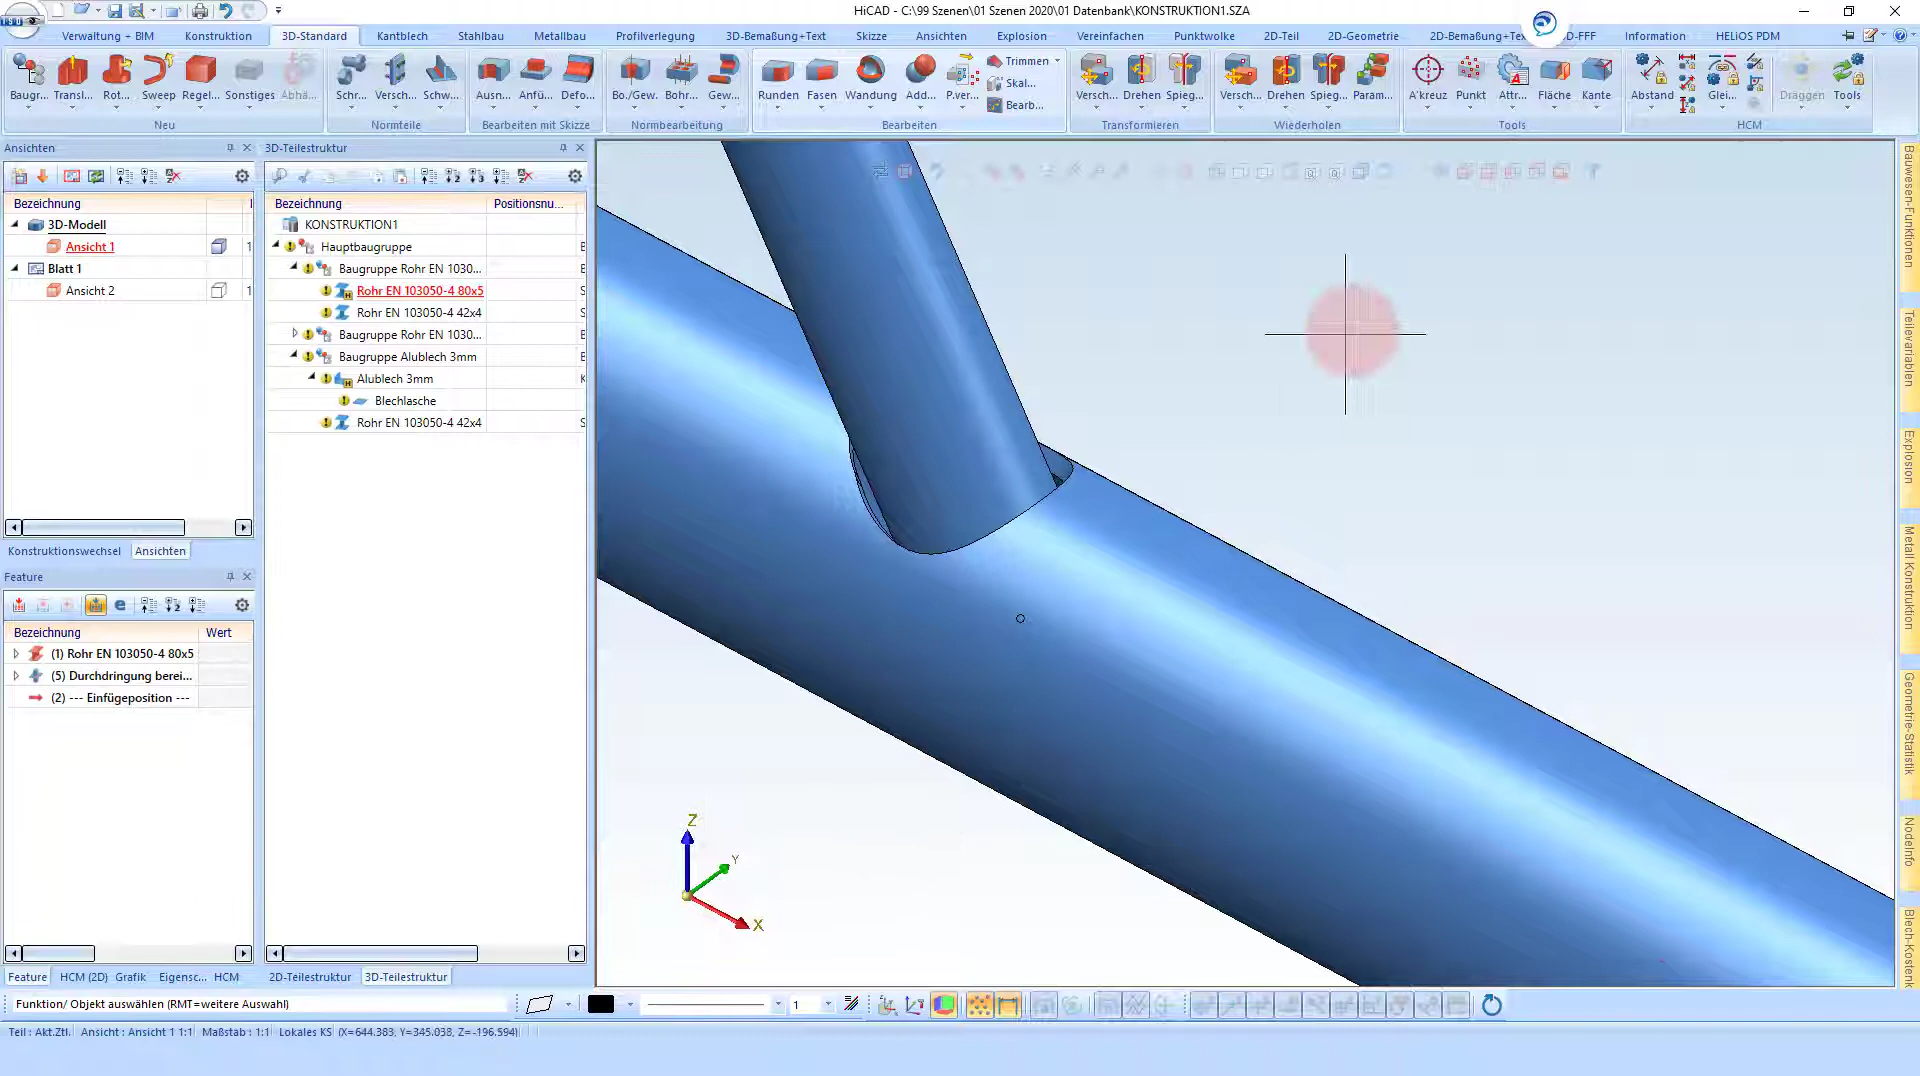 HiCAD - C:\99 Szenen\01 Szenen 2020\01 Datenbank\KONSTRUKTION1.SZA
ISD
Verwaltung + BIM Konstruktion 3D-Standard Kantblech Stahlbau Metallbau Profilverlegung 3D-Bemaßung+Text Skizze Ansichten Explosion Vereinfachen Punktwolke 2D-Teil 2D-Geometrie 2D-Bemaßung+Te -FFF Information HELiOS PDM
Baugr... Transl... Rot... Sweep Regel... Sonstiges Abhä... Schr... Versch... Schw... Ausn... Anfü... Defo... Bo./Gew. Bohr... Gew... Runden Fasen Wandung Add... P.ver... Versch... Drehen Spieg... Versch... Drehen Spieg... Param... A'kreuz Punkt Attr... Fläche Kante Abstand Glei... Draggen Tools
Trimmen
Skal...
Bearb...
Neu Normteile Bearbeiten mit Skizze Normbearbeitung Bearbeiten Transformieren Wiederholen Tools HCM
Ansichten
Bezeichnung
3D-Modell
Ansicht 1 1
Blatt 1
Ansicht 2 1
Konstruktionswechsel Ansichten
Feature
Bezeichnung Wert
(1) Rohr EN 103050-4 80x5
(5) Durchdringung berei...
(2) --- Einfügeposition ---
Feature HCM (2D) Grafik Eigensc... HCM
3D-Teilestruktur
Bezeichnung Positionsnu...
KONSTRUKTION1
Hauptbaugruppe
Baugruppe Rohr EN 1030...
Rohr EN 103050-4 80x5
Rohr EN 103050-4 42x4
Baugruppe Rohr EN 1030...
Baugruppe Alublech 3mm
Alublech 3mm
Blechlasche
Rohr EN 103050-4 42x4
2D-Teilestruktur 3D-Teilestruktur
Z
Y
X
Bauwesen-Funktionen
Teilevariablen
Explosion
Metall Konstruktion
Geometrie-Statistik
NodeInfo
Blech-Kosten
Funktion/ Objekt auswählen (RMT=weitere Auswahl)
1
Teil : Akt.Ztl. Ansicht : Ansicht 1 1:1 Maßstab : 1:1 Lokales KS (X=644.383, Y=345.038, Z= -196.594)